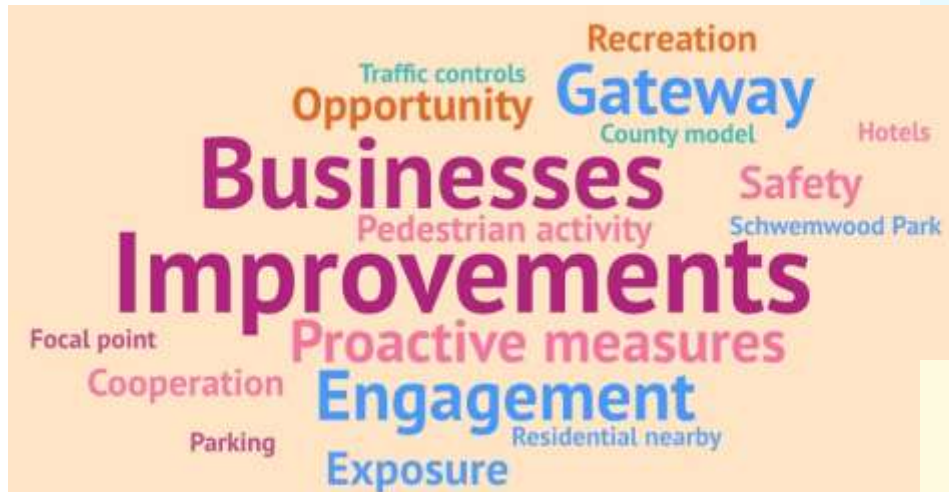 Recreation
Traffic controls
Gateway
Opportunity
County model
Hotels
Businesses
Safety
Pedestrian activity
Schwemwood Park
Improvements
Focal point
Proactive measures
Cooperation
Engagement
Residential nearby
Parking
Exposure